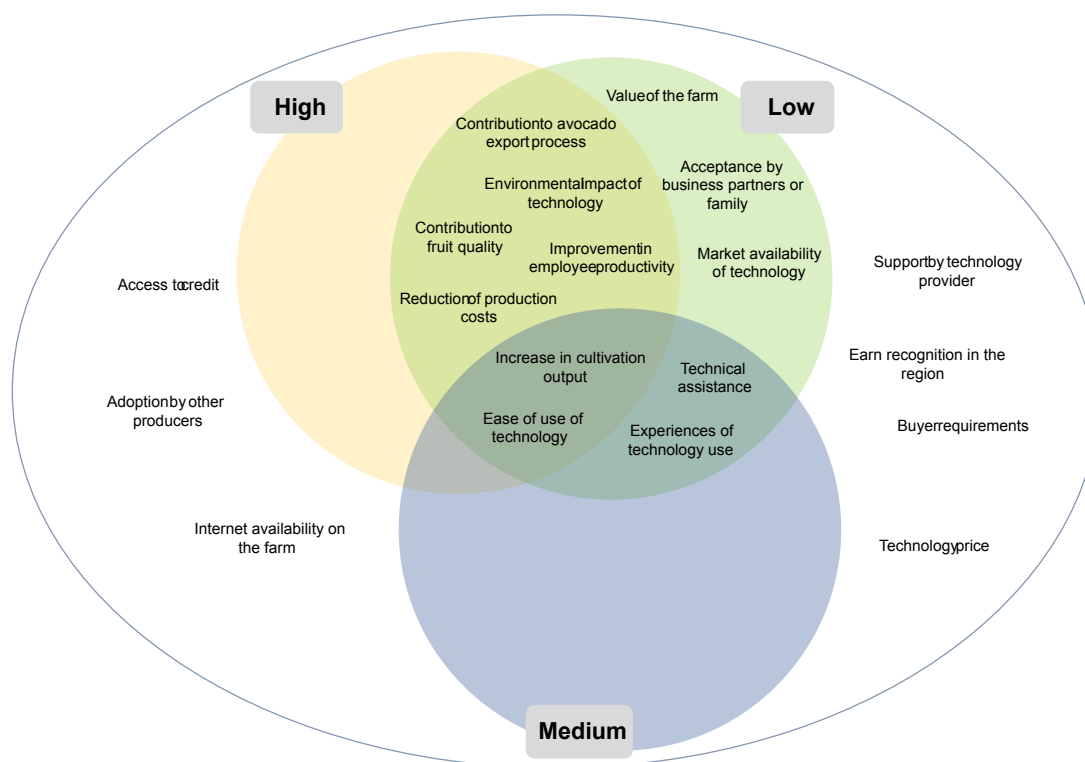 High
Low
Value of the farm
Contribution to avocado
export process
Acceptance by
business partners or
family
Environmental Impact of
technology
Contribution to
fruit quality
Improvement in
employee productivity
Market availability
of technology
Support by technology
provider
Access to credit
Reduction of production
costs
Increase in cultivation
output
Technical
assistance
Earn recognition in the
region
Adoption by other
producers
Ease of use of
technology
Experiences of
technology use
Buyer requirements
Internet availability on
the farm
Technology price
Medium